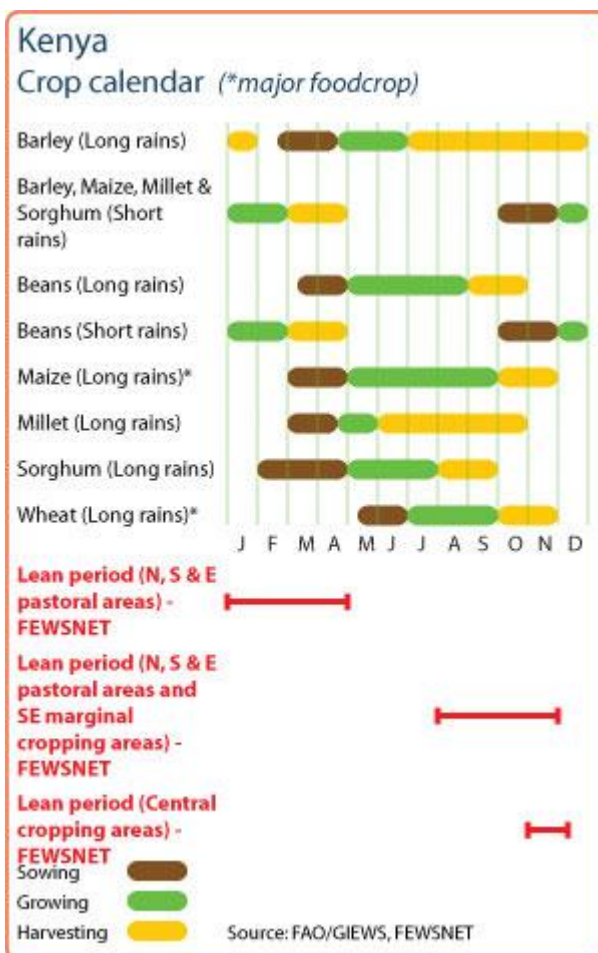 Kenya
Crop calendar (*major foodcrop)
Barley (Long rains)
Barley, Maize, Millet &
Sorghum (Short
rains)
Beans (Long rains)
Beans (Short rains)
Maize (Long rains)*
Millet (Long rains)
Sorghum (Long rains)
Wheat (Long rains)*
J F M A M J J A S O N D
Lean period (N, S & E
pastoral areas) -
FEWSNET
Lean period (N, S & E
pastoral areas and
SE marginal
cropping areas) -
FEWSNET
Lean period (Central
cropping areas) -
FEWSNET
Sowing
Growing
Harvesting
Source: FAO/GIEWS, FEWSNET